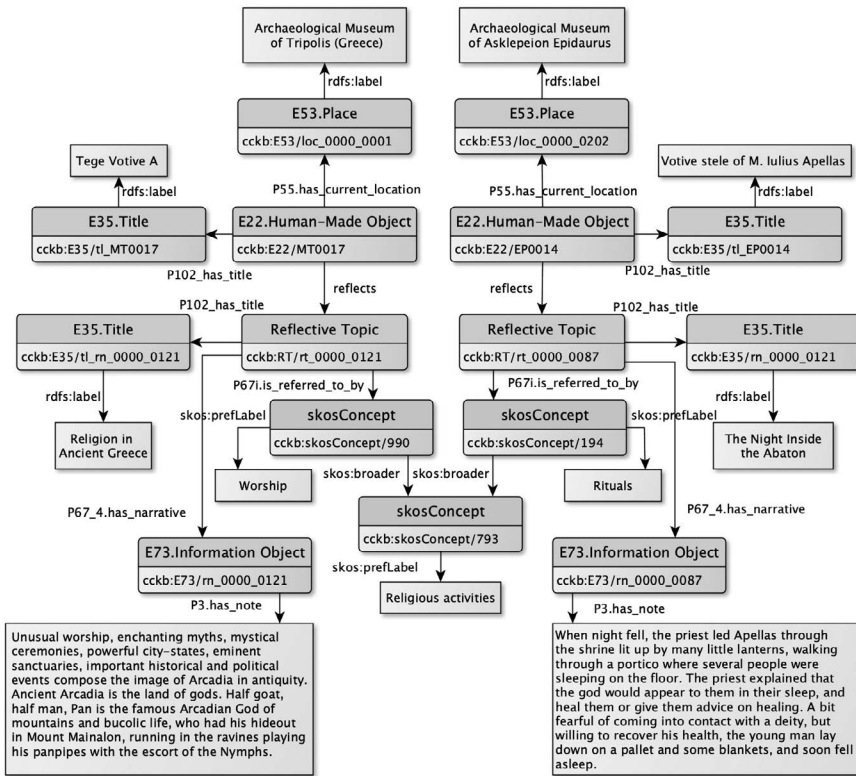 Archaeological Museum
of Tripolis (Greece)
Archaeological Museum
of Asklepeion Epidaurus
rdfs:label
rdfs:label
E53.Place
cckb:E53/loc_0000_0001
E53.Place
cckb:E53/loc_0000_0202
Tege Votive A
Votive stele of M. Iulius Apellas
rdfs:label
P55.has_current_location
P55.has_current_location
rdfs:label
E35.Title
cckb:E35/tl_MT0017
E22.Human-Made Object
cckb:E22/MT0017
E22.Human-Made Object
cckb:E22/EP0014
E35.Title
cckb:E35/tl_EP0014
P102_has_title
P102_has_title
reflects
reflects
P102_has_title
P102_has_title
E35.Title
cckb:E35/tl_rn_0000_0121
Reflective Topic
cckb:RT/rt_0000_0121
Reflective Topic
cckb:RT/rt_0000_0087
E35.Title
cckb:E35/rn_0000_0121
P67i.is_referred_to_by
P67i.is_referred_to_by
rdfs:label
rdfs:label
skos:prefLabel
skos:prefLabel
skosConcept
cckb:skosConcept/990
skosConcept
cckb:skosConcept/194
Religion in
Ancient Greece
The Night Inside
the Abaton
skos:broader
skos:broader
Worship
Rituals
skosConcept
cckb:skosConcept/793
P67_4.has_narrative
P67_4.has_narrative
E73.Information Object
cckb:E73/rn_0000_0121
E73.Information Object
cckb:E73/rn_0000_0087
skos:prefLabel
Religious activities
P3.has_note
P3.has_note
Unusual worship, enchanting myths, mystical
ceremonies, powerful city-states, eminent
sanctuaries, important historical and political
events compose the image of Arcadia in antiquity.
Ancient Arcadia is the land of gods. Half goat,
half man, Pan is the famous Arcadian God of
mountains and bucolic life, who had his hideout
in Mount Mainalon, running in the ravines playing
his panpipes with the escort of the Nymphs.
When night fell, the priest led Apellas through
the shrine lit up by many little lanterns, walking
through a portico where several people were
sleeping on the floor. The priest explained that
the god would appear to them in their sleep, and
heal them or give them advice on healing. A bit
fearful of coming into contact with a deity, but
willing to recover his health, the young man lay
down on a pallet and some blankets, and soon fell
asleep.